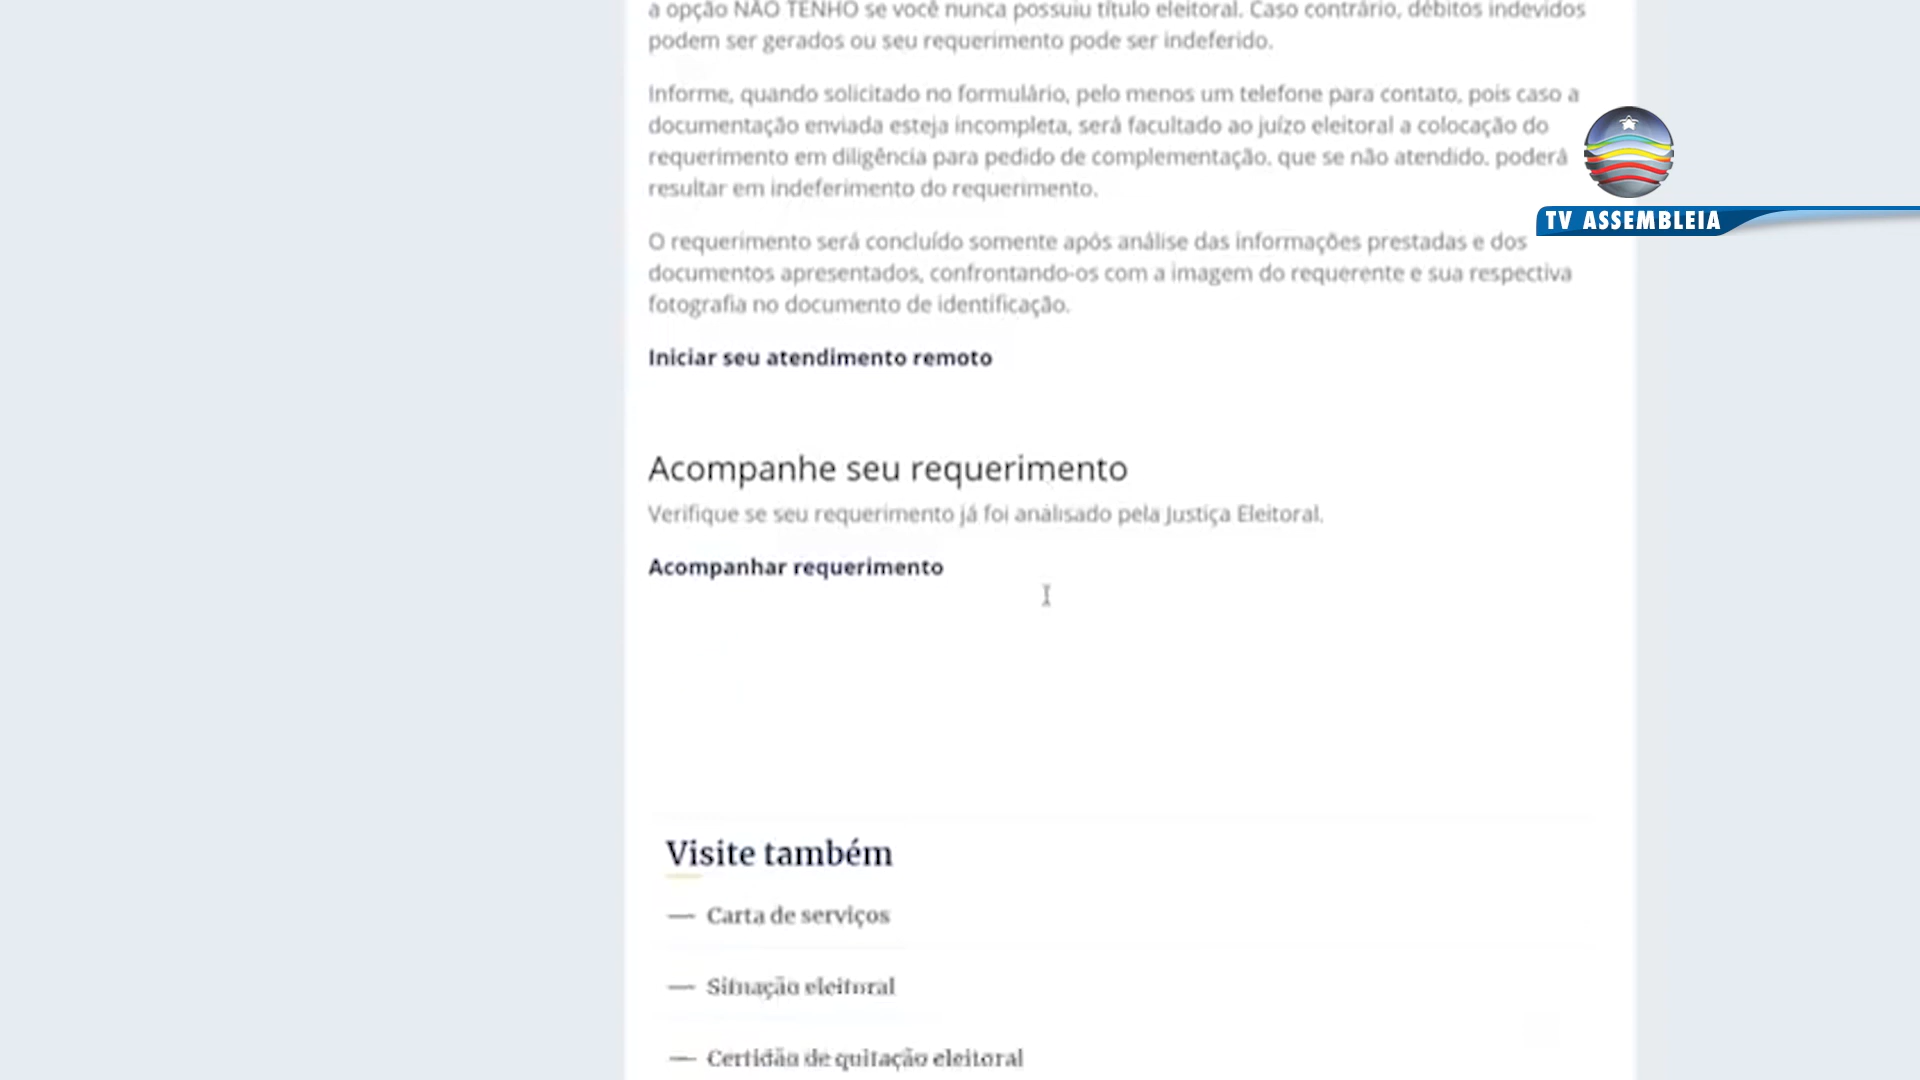 a opção NÃO TENHO se você nunca possuiu título eleitoral. Caso contrário, débitos indevidos
podem ser gerados ou seu requerimento pode ser indeferido.
Informe, quando solicitado no formulário, pelo menos um telefone para contato, pois caso a
documentação enviada esteja incompleta, será facultado ao juízo eleitoral a colocação do
requerimento em diligência para pedido de complementação, que se não atendido, poderá
resultar em indeferimento do requerimento.
TV ASSEMBLEIA
O requerimento será concluído somente após análise das informações prestadas e dos
documentos apresentados, confrontando-os com a imagem do requerente e sua respectiva
fotografia no documento de identificação.
Iniciar seu atendimento remoto
Acompanhe seu requerimento
Verifique se seu requerimento já foi analisado pela Justiça Eleitoral.
Acompanhar requerimento
Visite também
— Carta de serviços
— Situação eleitoral
— Certidão de quitação eleitoral